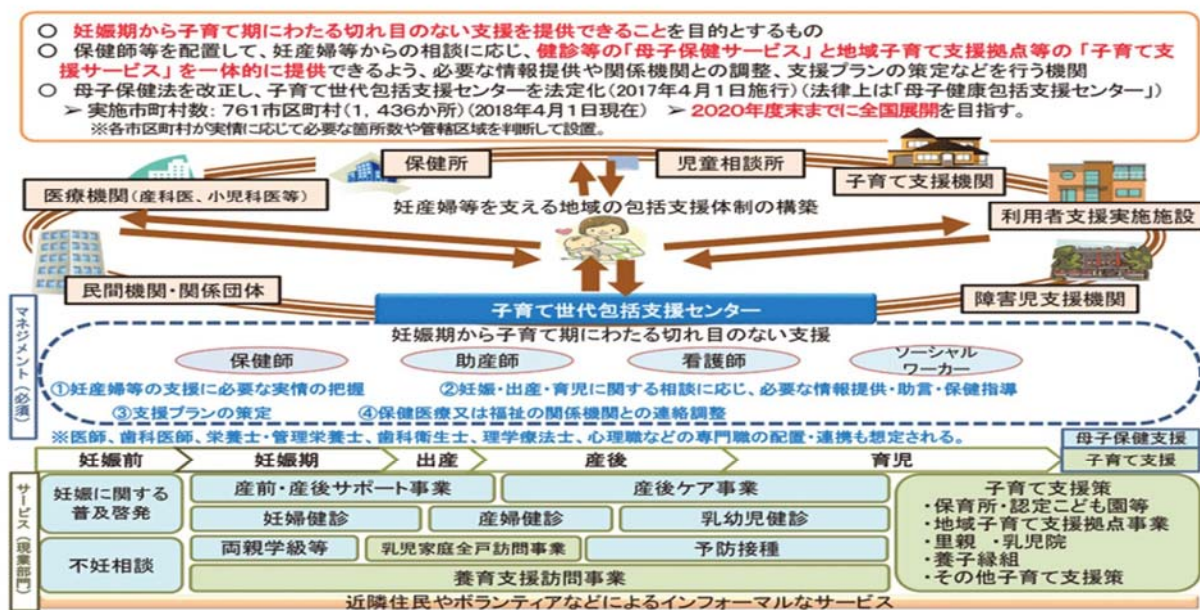 ○ 妊娠期から子育て期にわたる切れ目のない支援を提供できることを目的とするもの
○ 保健師等を配置して、妊産婦等からの相談に応じ、健診等の「母子保健サービス」と地域子育て支援拠点等の「子育て支
援サービス」を一体的に提供できるよう、必要な情報提供や関係機関との調整、支援プランの策定などを行う機関
○ 母子保健法を改正し、子育て世代包括支援センターを法定化(2017年4月1日施行)(法律上は「母子健康包括支援センター」)
➢ 実施市町村数: 761市区町村(1, 436か所)(2018年4月1日現在) ➢ 2020年度末までに全国展開を目指す。
※各市区町村が実情に応じて必要な箇所数や管轄区域を判断して設置。
保健所
児童相談所
医療機関(産科医、小児科医等)
子育て支援機関
妊産婦等を支える地域の包括支援体制の構築
利用者支援実施施設
民間機関・関係団体
障害児支援機関
子育て世代包括支援センター
マネジメント(必須)
妊娠期から子育て期にわたる切れ目のない支援
保健師
助産師
看護師
ソーシャル
ワーカー
①妊産婦等の支援に必要な実情の把握 ②妊娠・出産・育児に関する相談に応じ、必要な情報提供・助言・保健指導
③支援プランの策定 ④保健医療又は福祉の関係機関との連絡調整
※医師、歯科医師、栄養士・管理栄養士、歯科衛生士、理学療法士、心理職などの専門職の配置・連携も想定される。
母子保健支援
子育て支援
妊娠前
妊娠期
出産
産後
育児
サービス(現業部門)
妊娠に関する
普及啓発
産前・産後サポート事業
産後ケア事業
妊婦健診
産婦健診
乳幼児健診
不妊相談
両親学級等
乳児家庭全戸訪問事業
予防接種
養育支援訪問事業
子育て支援策
・保育所・認定こども園等
・地域子育て支援拠点事業
・里親 ・乳児院
・養子縁組
・その他子育て支援策
近隣住民やボランティアなどによるインフォーマルなサービス